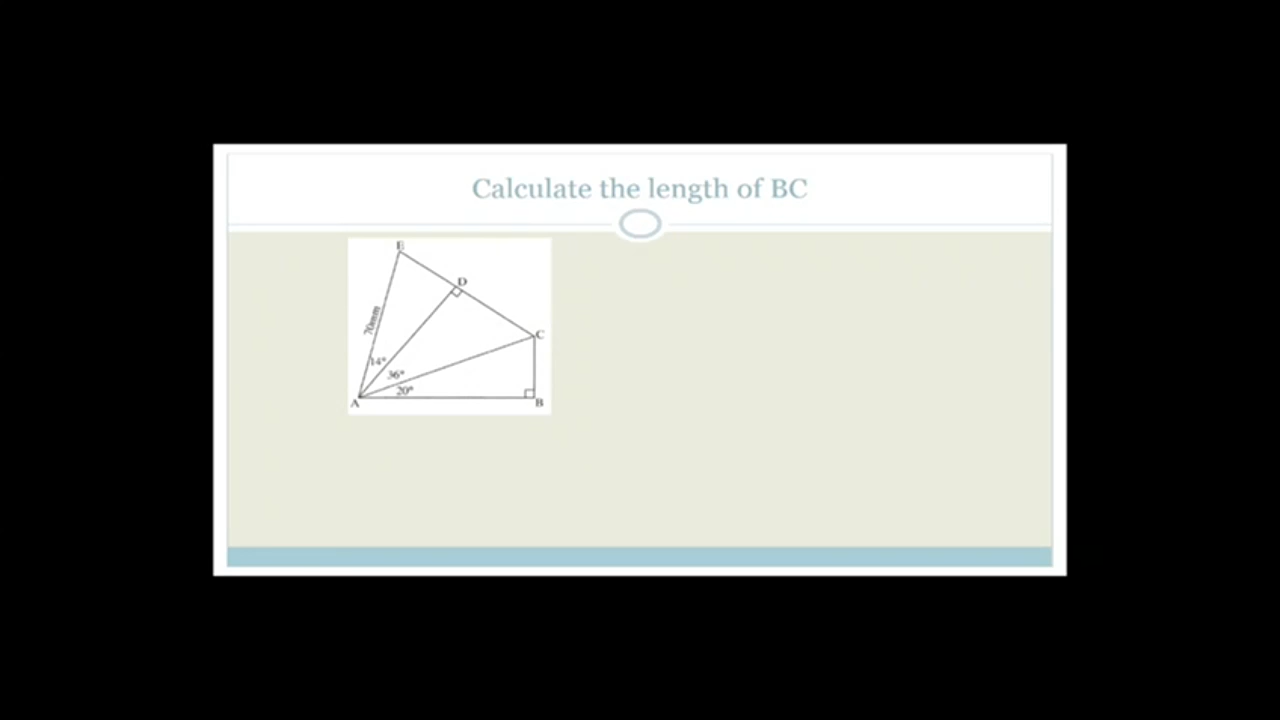 Calculate the length of BC
E
D
70mm
C
14°
36°
20°
A
B